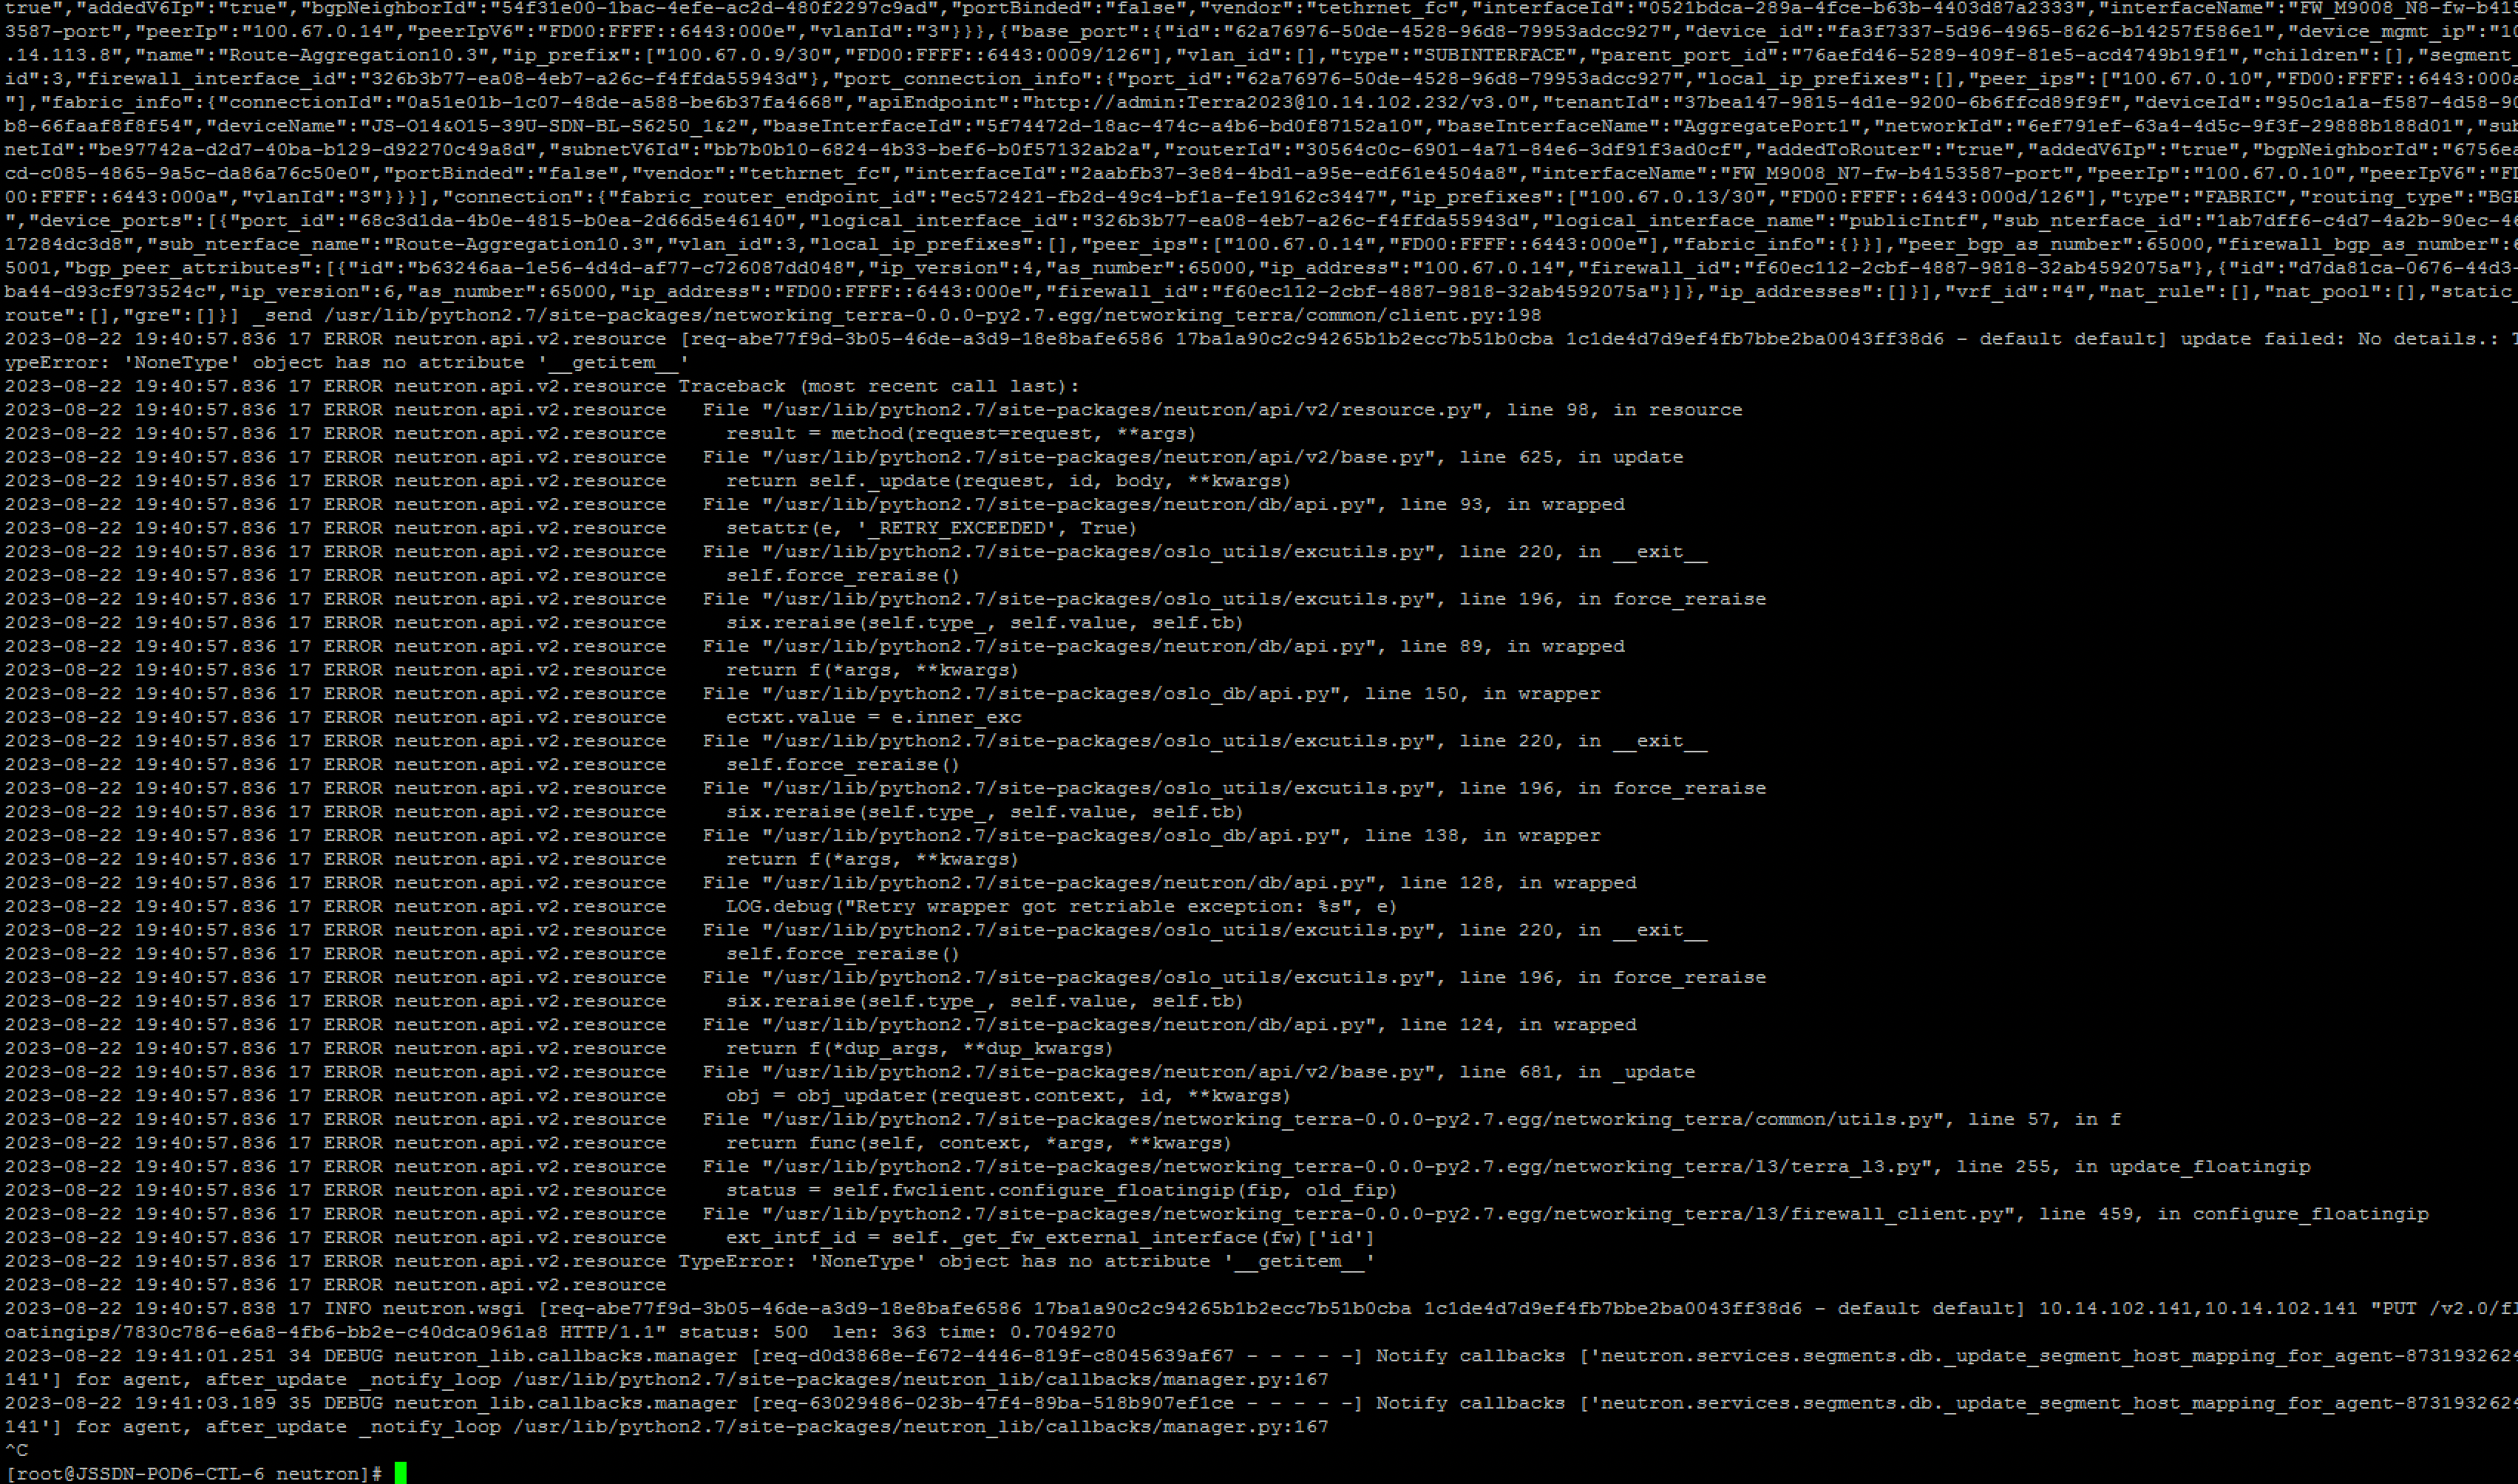 true","addedV6Ip":"true","bgpNeighborId":"54f31e00-1bac-4efe-ac2d-480f2297c9ad","portBinded":"false","vendor":"tethrnet_fc","interfaceId":"0521bdca-289a-4fce-b63b-4403d87a2333","interfaceName":"FW_M9008_N8-fw-b415
3587-port","peerIp":"100.67.0.14","peerIpV6":"FD00:FFFF::6443:000e","vlanId":"3"}}},{"base_port":{"id":"62a76976-50de-4528-96d8-79953adcc927","device_id":"fa3f7337-5d96-4965-8626-b14257f586e1","device_mgmt_ip":"10
.14.113.8","name":"Route-Aggregation10.3","ip_prefix":["100.67.0.9/30","FD00:FFFF::6443:0009/126"],"vlan_id":[],"type":"SUBINTERFACE","parent_port_id":"76aefd46-5289-409f-81e5-acd4749b19f1","children":[],"segment_
id":3,"firewall_interface_id":"326b3b77-ea08-4eb7-a26c-f4ffda55943d"},"port_connection_info":{"port_id":"62a76976-50de-4528-96d8-79953adcc927","local_ip_prefixes":[],"peer_ips":["100.67.0.10","FD00:FFFF::6443:000a
"],"fabric_info":{"connectionId":"0a51e01b-1c07-48de-a588-be6b37fa4668","apiEndpoint":"http://admin:Terra2023@10.14.102.232/v3.0","tenantId":"37bea147-9815-4d1e-9200-6b6ffcd89f9f","deviceId":"950c1a1a-f587-4d58-90
b8-66faaf8f8f54","deviceName":"JS-O14&O15-39U-SDN-BL-S6250_1&2","baseInterfaceId":"5f74472d-18ac-474c-a4b6-bd0f87152a10","baseInterfaceName":"AggregatePort1","networkId":"6ef791ef-63a4-4d5c-9f3f-29888b188d01","sub
netId":"be97742a-d2d7-40ba-b129-d92270c49a8d","subnetV6Id":"bb7b0b10-6824-4b33-bef6-b0f57132ab2a","routerId":"30564c0c-6901-4a71-84e6-3df91f3ad0cf","addedToRouter":"true","addedV6Ip":"true","bgpNeighborId":"6756ea
cd-c085-4865-9a5c-da86a76c50e0","portBinded":"false","vendor":"tethrnet_fc","interfaceId":"2aabfb37-3e84-4bd1-a95e-edf61e4504a8","interfaceName":"FW_M9008_N7-fw-b4153587-port","peerIp":"100.67.0.10","peerIpV6":"FD
00:FFFF::6443:000a","vlanId":"3"}}}],"connection":{"fabric_router_endpoint_id":"ec572421-fb2d-49c4-bf1a-fe19162c3447","ip_prefixes":["100.67.0.13/30","FD00:FFFF::6443:000d/126"],"type":"FABRIC","routing_type":"BGP
","device_ports":[{"port_id":"68c3d1da-4b0e-4815-b0ea-2d66d5e46140","logical_interface_id":"326b3b77-ea08-4eb7-a26c-f4ffda55943d","logical_interface_name":"publicIntf","sub_nterface_id":"1ab7dff6-c4d7-4a2b-90ec-46
17284dc3d8","sub_nterface_name":"Route-Aggregation10.3","vlan_id":3,"local_ip_prefixes":[],"peer_ips":["100.67.0.14","FD00:FFFF::6443:000e"],"fabric_info":{}}],"peer_bgp_as_number":65000,"firewall_bgp_as_number":6
5001,"bgp_peer_attributes":[{"id":"b63246aa-1e56-4d4d-af77-c726087dd048","ip_version":4,"as_number":65000,"ip_address":"100.67.0.14","firewall_id":"f60ec112-2cbf-4887-9818-32ab4592075a"},{"id":"d7da81ca-0676-44d3-
ba44-d93cf973524c","ip_version":6,"as_number":65000,"ip_address":"FD00:FFFF::6443:000e","firewall_id":"f60ec112-2cbf-4887-9818-32ab4592075a"}]},"ip_addresses":[]}],"vrf_id":"4","nat_rule":[],"nat_pool":[],"static_
route":[],"gre":[]}] _send /usr/lib/python2.7/site-packages/networking_terra-0.0.0-py2.7.egg/networking_terra/common/client.py:198
2023-08-22 19:40:57.836 17 ERROR neutron.api.v2.resource [req-abe77f9d-3b05-46de-a3d9-18e8bafe6586 17ba1a90c2c94265b1b2ecc7b51b0cba 1c1de4d7d9ef4fb7bbe2ba0043ff38d6 - default default] update failed: No details.: T
ypeError: 'NoneType' object has no attribute '__getitem__'
2023-08-22 19:40:57.836 17 ERROR neutron.api.v2.resource Traceback (most recent call last):
2023-08-22 19:40:57.836 17 ERROR neutron.api.v2.resource   File "/usr/lib/python2.7/site-packages/neutron/api/v2/resource.py", line 98, in resource
2023-08-22 19:40:57.836 17 ERROR neutron.api.v2.resource     result = method(request=request, **args)
2023-08-22 19:40:57.836 17 ERROR neutron.api.v2.resource   File "/usr/lib/python2.7/site-packages/neutron/api/v2/base.py", line 625, in update
2023-08-22 19:40:57.836 17 ERROR neutron.api.v2.resource     return self._update(request, id, body, **kwargs)
2023-08-22 19:40:57.836 17 ERROR neutron.api.v2.resource   File "/usr/lib/python2.7/site-packages/neutron/db/api.py", line 93, in wrapped
2023-08-22 19:40:57.836 17 ERROR neutron.api.v2.resource     setattr(e, '_RETRY_EXCEEDED', True)
2023-08-22 19:40:57.836 17 ERROR neutron.api.v2.resource   File "/usr/lib/python2.7/site-packages/oslo_utils/excutils.py", line 220, in __exit__
2023-08-22 19:40:57.836 17 ERROR neutron.api.v2.resource     self.force_reraise()
2023-08-22 19:40:57.836 17 ERROR neutron.api.v2.resource   File "/usr/lib/python2.7/site-packages/oslo_utils/excutils.py", line 196, in force_reraise
2023-08-22 19:40:57.836 17 ERROR neutron.api.v2.resource     six.reraise(self.type_, self.value, self.tb)
2023-08-22 19:40:57.836 17 ERROR neutron.api.v2.resource   File "/usr/lib/python2.7/site-packages/neutron/db/api.py", line 89, in wrapped
2023-08-22 19:40:57.836 17 ERROR neutron.api.v2.resource     return f(*args, **kwargs)
2023-08-22 19:40:57.836 17 ERROR neutron.api.v2.resource   File "/usr/lib/python2.7/site-packages/oslo_db/api.py", line 150, in wrapper
2023-08-22 19:40:57.836 17 ERROR neutron.api.v2.resource     ectxt.value = e.inner_exc
2023-08-22 19:40:57.836 17 ERROR neutron.api.v2.resource   File "/usr/lib/python2.7/site-packages/oslo_utils/excutils.py", line 220, in __exit__
2023-08-22 19:40:57.836 17 ERROR neutron.api.v2.resource     self.force_reraise()
2023-08-22 19:40:57.836 17 ERROR neutron.api.v2.resource   File "/usr/lib/python2.7/site-packages/oslo_utils/excutils.py", line 196, in force_reraise
2023-08-22 19:40:57.836 17 ERROR neutron.api.v2.resource     six.reraise(self.type_, self.value, self.tb)
2023-08-22 19:40:57.836 17 ERROR neutron.api.v2.resource   File "/usr/lib/python2.7/site-packages/oslo_db/api.py", line 138, in wrapper
2023-08-22 19:40:57.836 17 ERROR neutron.api.v2.resource     return f(*args, **kwargs)
2023-08-22 19:40:57.836 17 ERROR neutron.api.v2.resource   File "/usr/lib/python2.7/site-packages/neutron/db/api.py", line 128, in wrapped
2023-08-22 19:40:57.836 17 ERROR neutron.api.v2.resource     LOG.debug("Retry wrapper got retriable exception: %s", e)
2023-08-22 19:40:57.836 17 ERROR neutron.api.v2.resource   File "/usr/lib/python2.7/site-packages/oslo_utils/excutils.py", line 220, in __exit__
2023-08-22 19:40:57.836 17 ERROR neutron.api.v2.resource     self.force_reraise()
2023-08-22 19:40:57.836 17 ERROR neutron.api.v2.resource   File "/usr/lib/python2.7/site-packages/oslo_utils/excutils.py", line 196, in force_reraise
2023-08-22 19:40:57.836 17 ERROR neutron.api.v2.resource     six.reraise(self.type_, self.value, self.tb)
2023-08-22 19:40:57.836 17 ERROR neutron.api.v2.resource   File "/usr/lib/python2.7/site-packages/neutron/db/api.py", line 124, in wrapped
2023-08-22 19:40:57.836 17 ERROR neutron.api.v2.resource     return f(*dup_args, **dup_kwargs)
2023-08-22 19:40:57.836 17 ERROR neutron.api.v2.resource   File "/usr/lib/python2.7/site-packages/neutron/api/v2/base.py", line 681, in _update
2023-08-22 19:40:57.836 17 ERROR neutron.api.v2.resource     obj = obj_updater(request.context, id, **kwargs)
2023-08-22 19:40:57.836 17 ERROR neutron.api.v2.resource   File "/usr/lib/python2.7/site-packages/networking_terra-0.0.0-py2.7.egg/networking_terra/common/utils.py", line 57, in f
2023-08-22 19:40:57.836 17 ERROR neutron.api.v2.resource     return func(self, context, *args, **kwargs)
2023-08-22 19:40:57.836 17 ERROR neutron.api.v2.resource   File "/usr/lib/python2.7/site-packages/networking_terra-0.0.0-py2.7.egg/networking_terra/l3/terra_l3.py", line 255, in update_floatingip
2023-08-22 19:40:57.836 17 ERROR neutron.api.v2.resource     status = self.fwclient.configure_floatingip(fip, old_fip)
2023-08-22 19:40:57.836 17 ERROR neutron.api.v2.resource   File "/usr/lib/python2.7/site-packages/networking_terra-0.0.0-py2.7.egg/networking_terra/l3/firewall_client.py", line 459, in configure_floatingip
2023-08-22 19:40:57.836 17 ERROR neutron.api.v2.resource     ext_intf_id = self._get_fw_external_interface(fw)['id']
2023-08-22 19:40:57.836 17 ERROR neutron.api.v2.resource TypeError: 'NoneType' object has no attribute '__getitem__'
2023-08-22 19:40:57.836 17 ERROR neutron.api.v2.resource
2023-08-22 19:40:57.838 17 INFO neutron.wsgi [req-abe77f9d-3b05-46de-a3d9-18e8bafe6586 17ba1a90c2c94265b1b2ecc7b51b0cba 1c1de4d7d9ef4fb7bbe2ba0043ff38d6 - default default] 10.14.102.141,10.14.102.141 "PUT /v2.0/fl
oatingips/7830c786-e6a8-4fb6-bb2e-c40dca0961a8 HTTP/1.1" status: 500  len: 363 time: 0.7049270
2023-08-22 19:41:01.251 34 DEBUG neutron_lib.callbacks.manager [req-d0d3868e-f672-4446-819f-c8045639af67 - - - - -] Notify callbacks ['neutron.services.segments.db._update_segment_host_mapping_for_agent-8731932624
141'] for agent, after_update _notify_loop /usr/lib/python2.7/site-packages/neutron_lib/callbacks/manager.py:167
2023-08-22 19:41:03.189 35 DEBUG neutron_lib.callbacks.manager [req-63029486-023b-47f4-89ba-518b907ef1ce - - - - -] Notify callbacks ['neutron.services.segments.db._update_segment_host_mapping_for_agent-8731932624
141'] for agent, after_update _notify_loop /usr/lib/python2.7/site-packages/neutron_lib/callbacks/manager.py:167
^C
[root@JSSDN-POD6-CTL-6 neutron]#